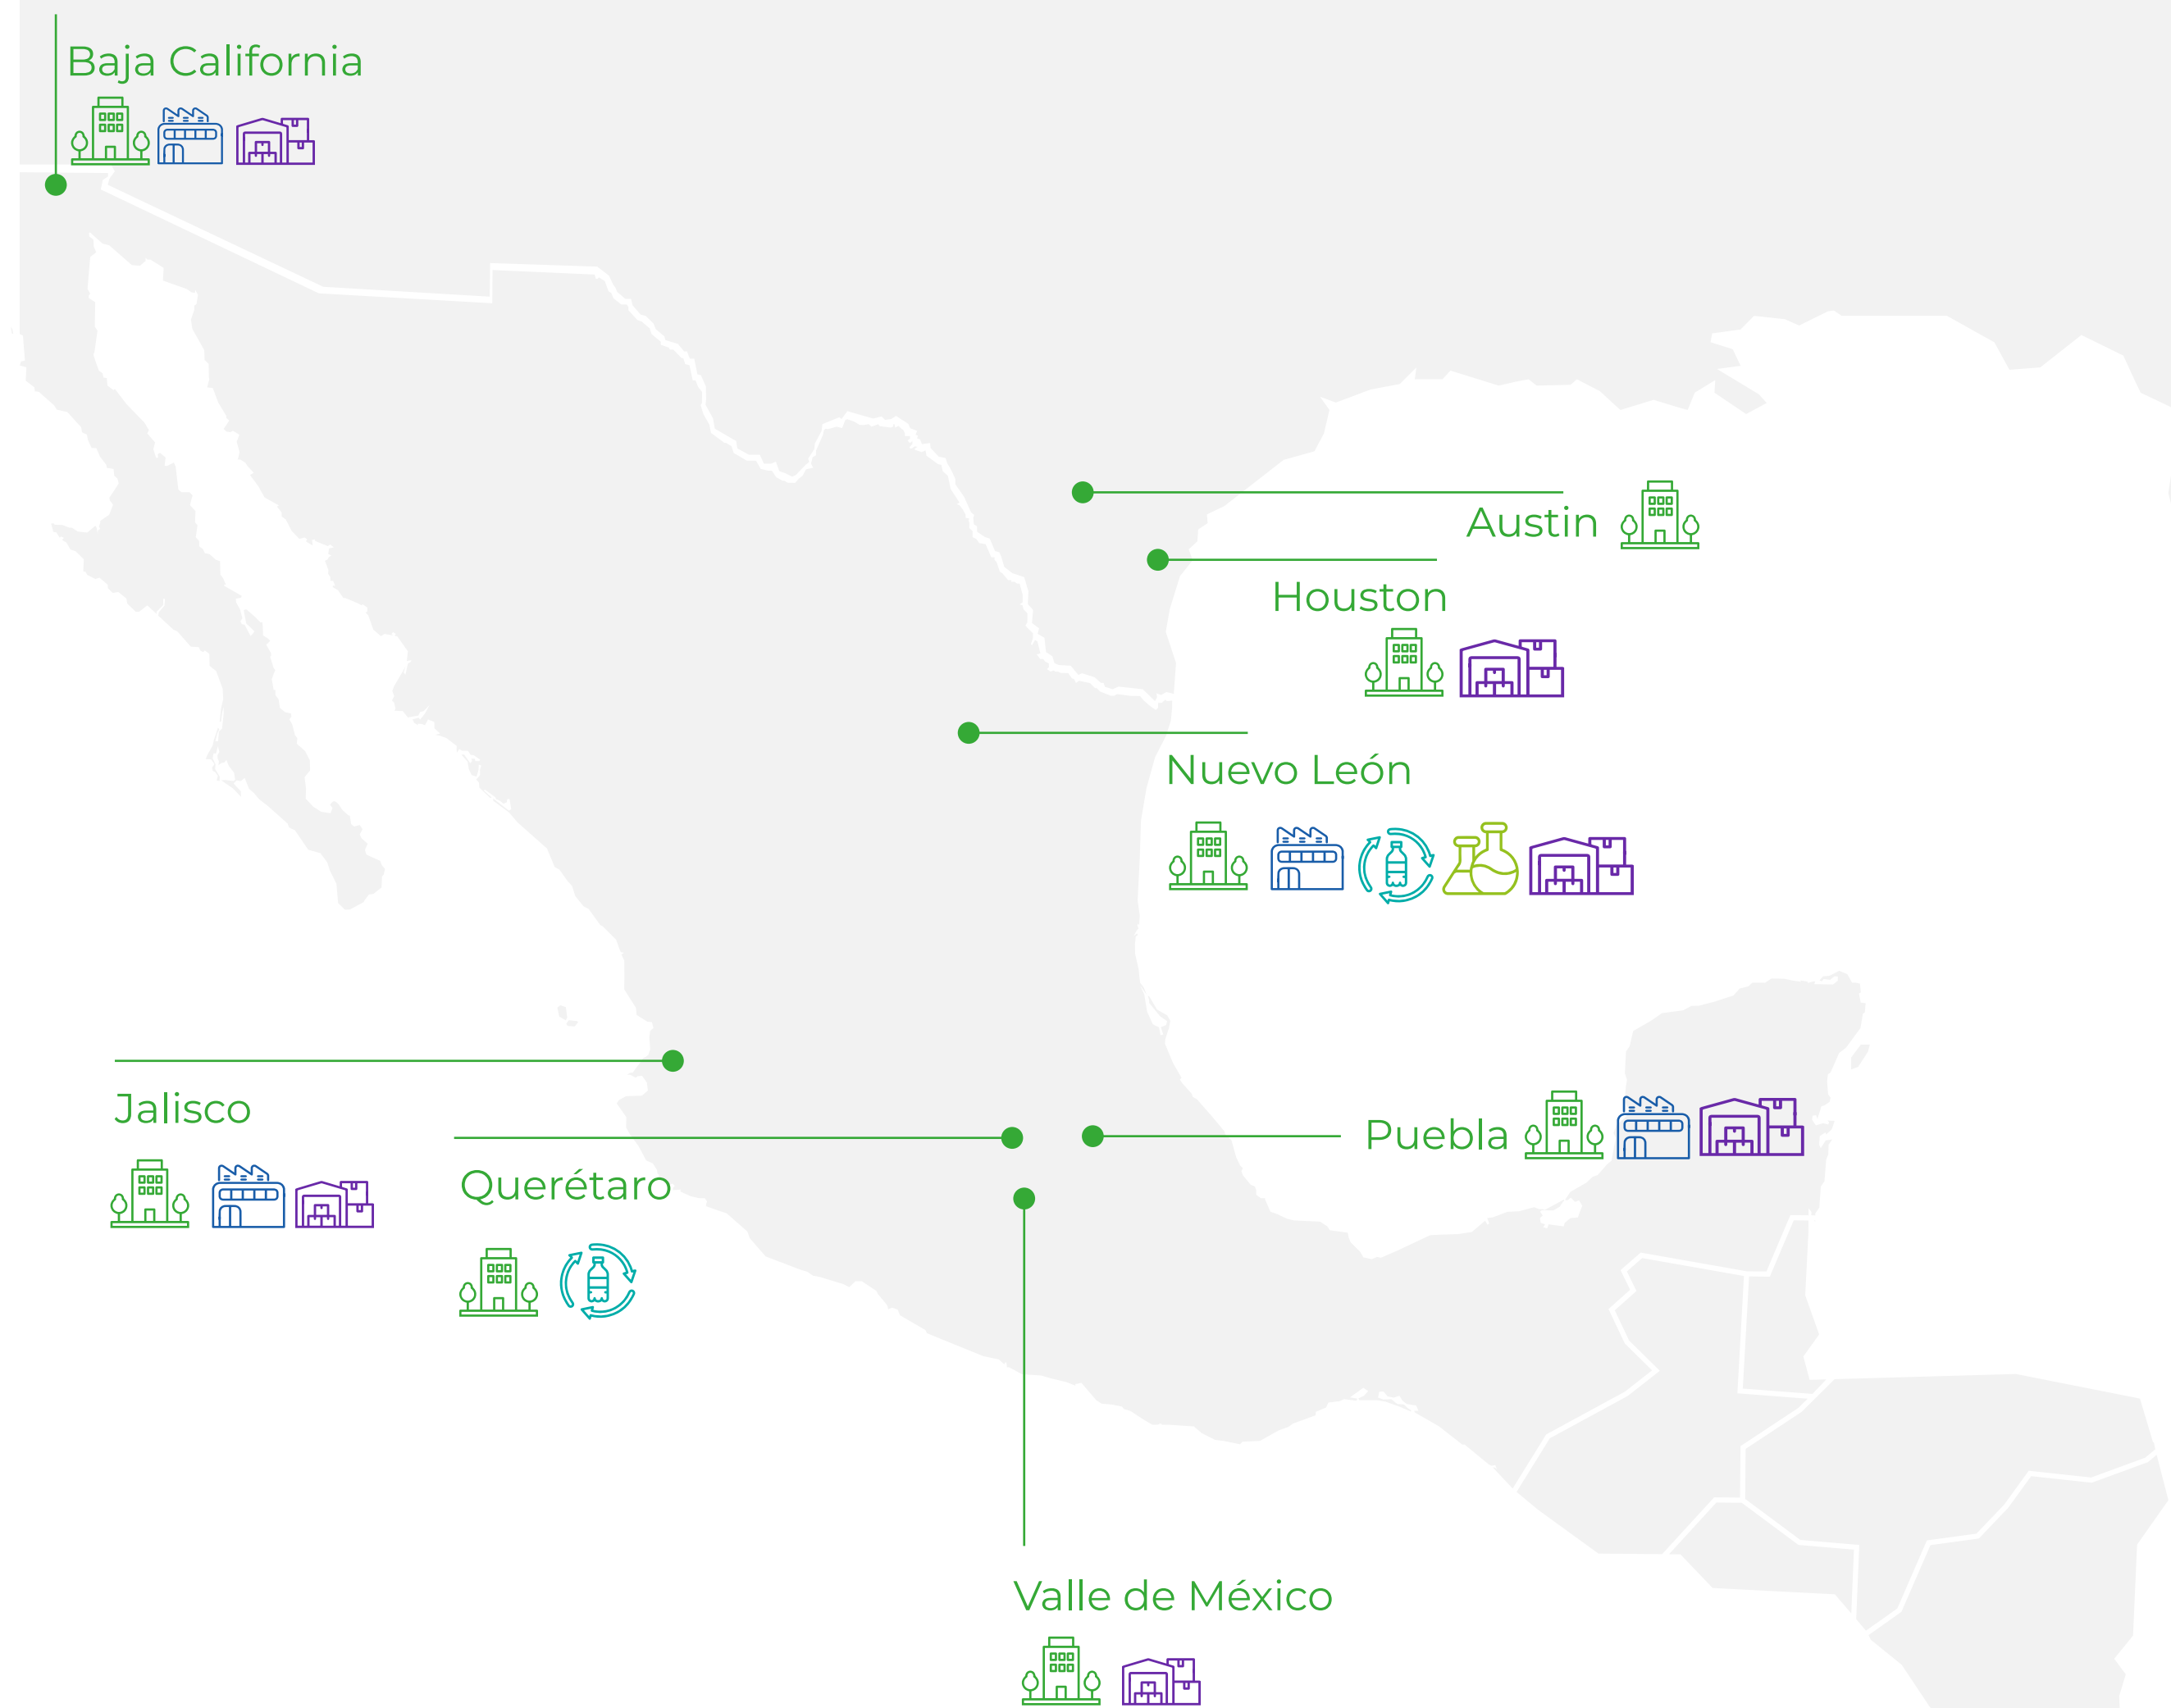 Baja California
Austin
Houston
Nuevo León
Jalisco
Puebla
Querétaro
Valle de México